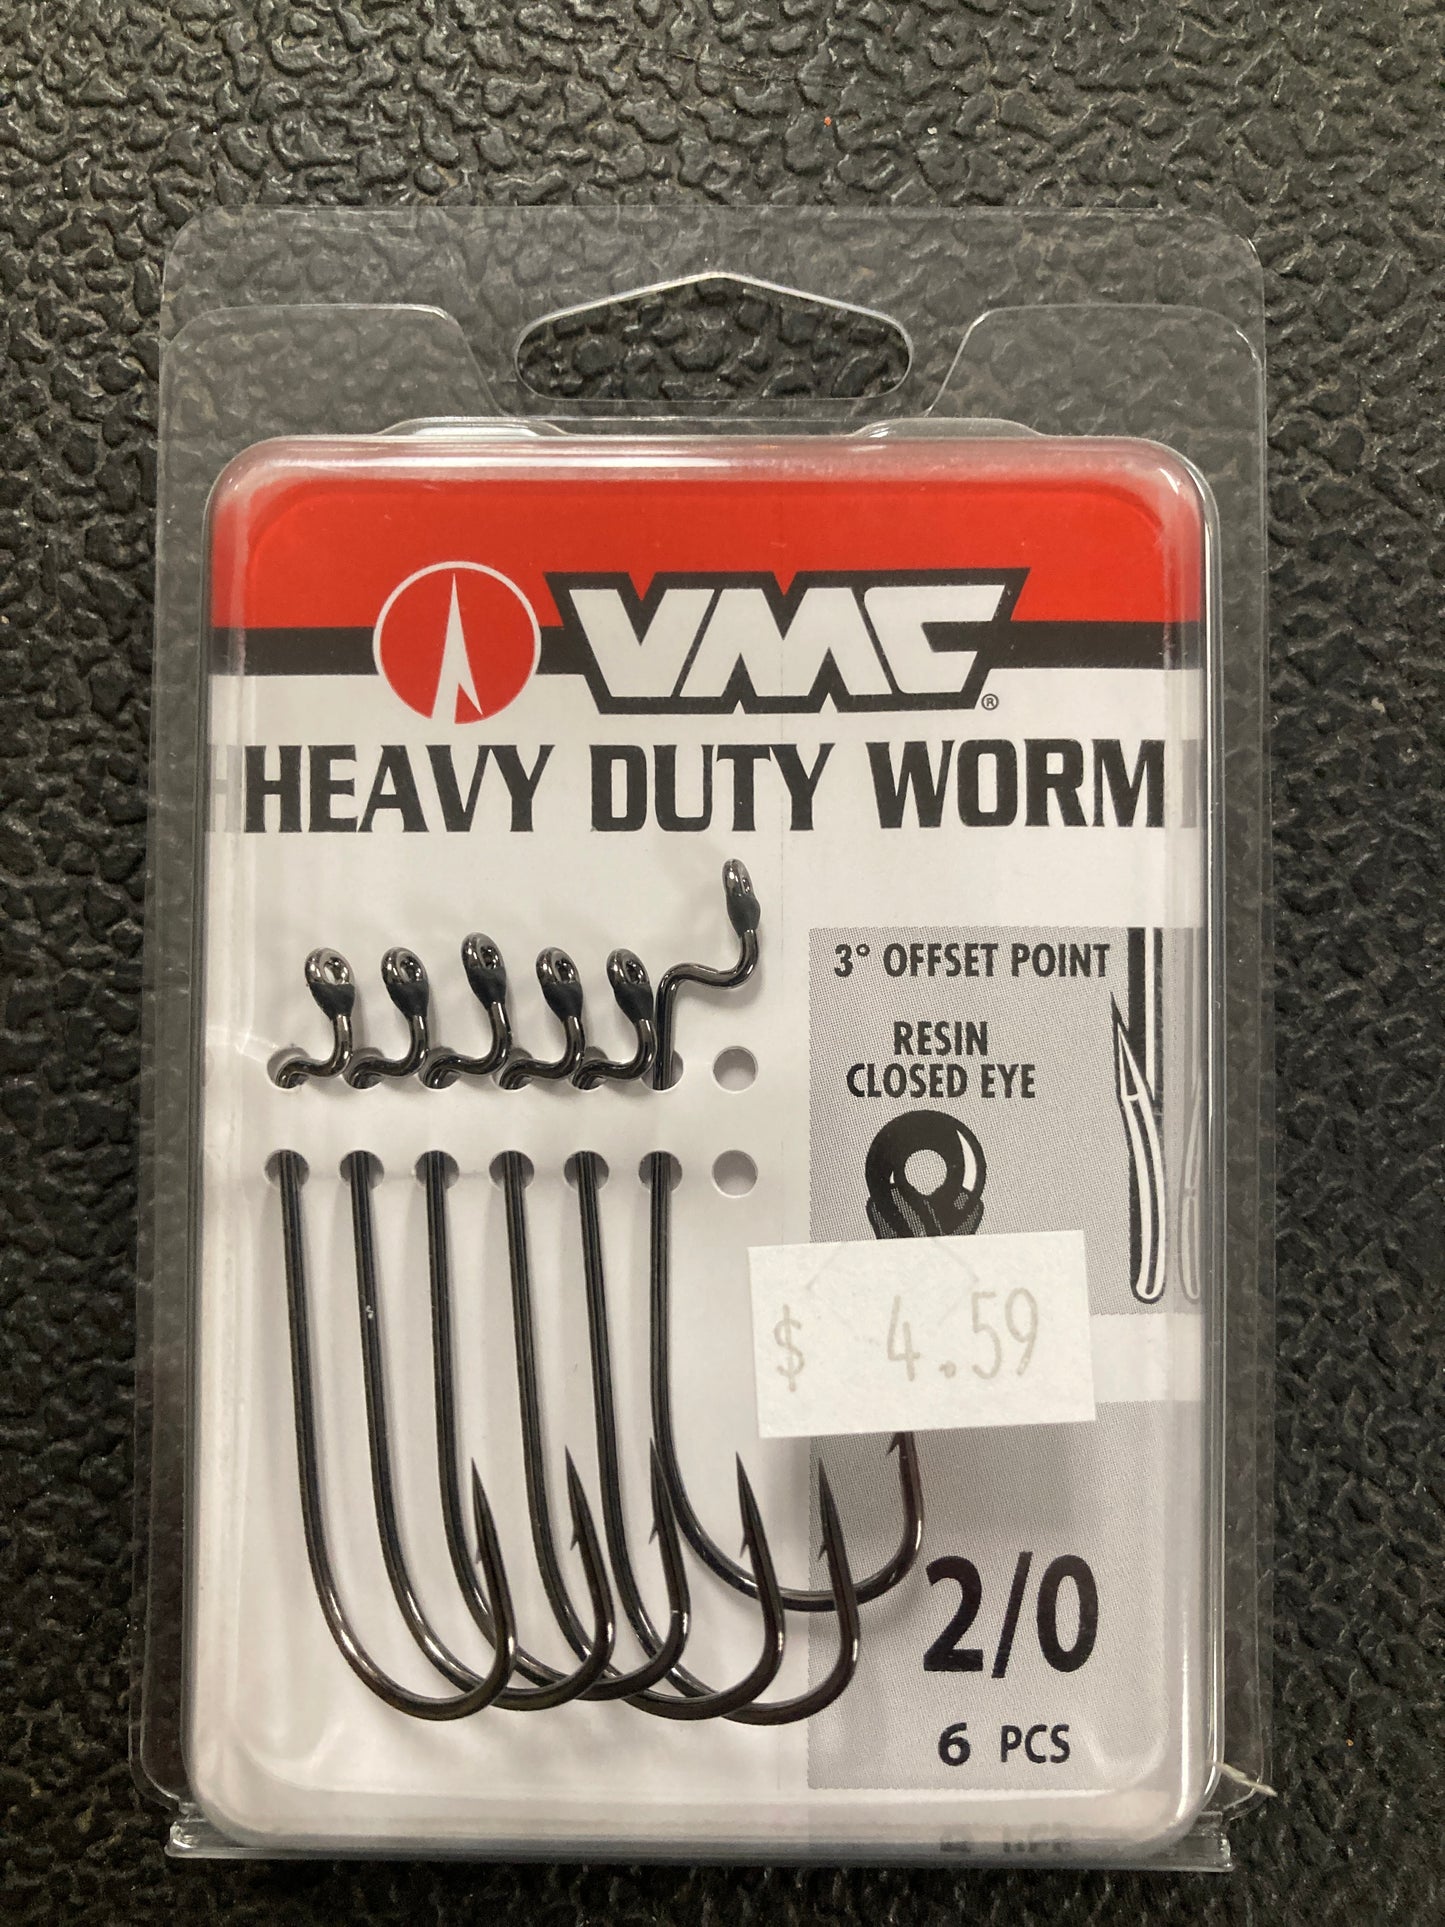 VMC®
HEAVY DUTY WORM
3° OFFSET POINT
RESIN
CLOSED EYE
$ 4.59
2/0
6 PCS